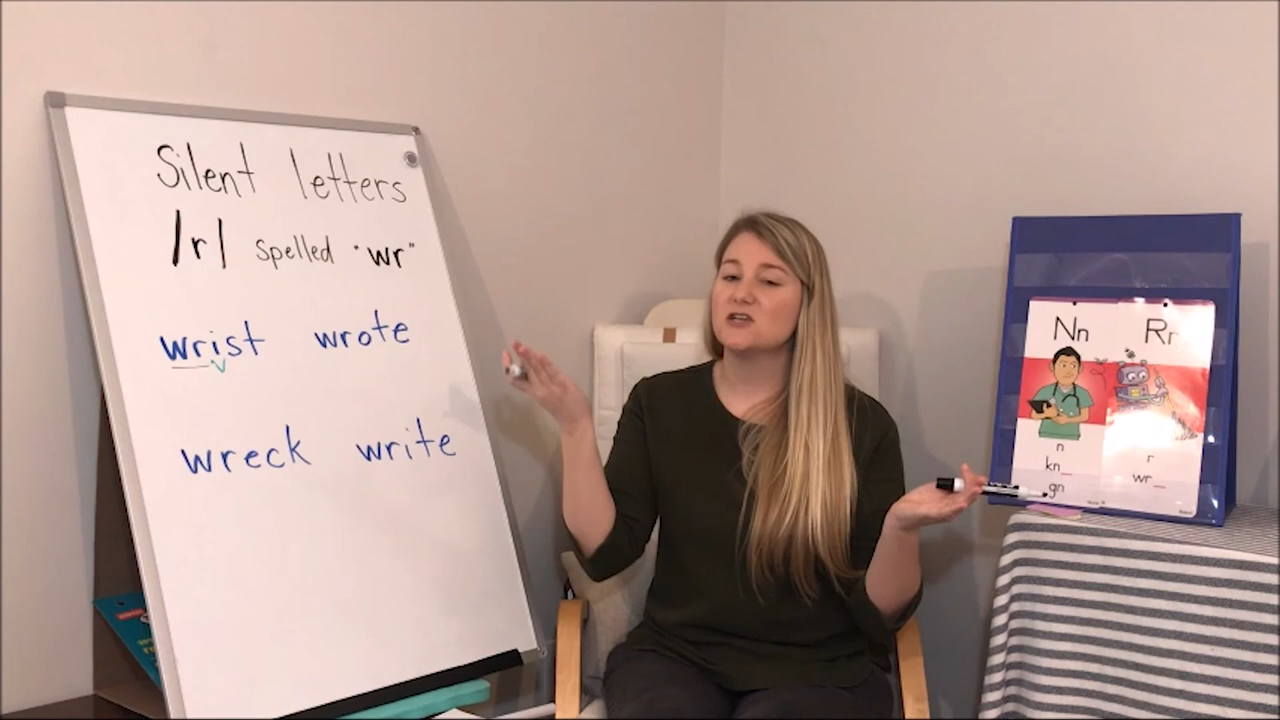 Silent letters
/r/ spelled "wr"
wrist wrote
wreck write
Nn Rr
n r
kn_ wr_
gn